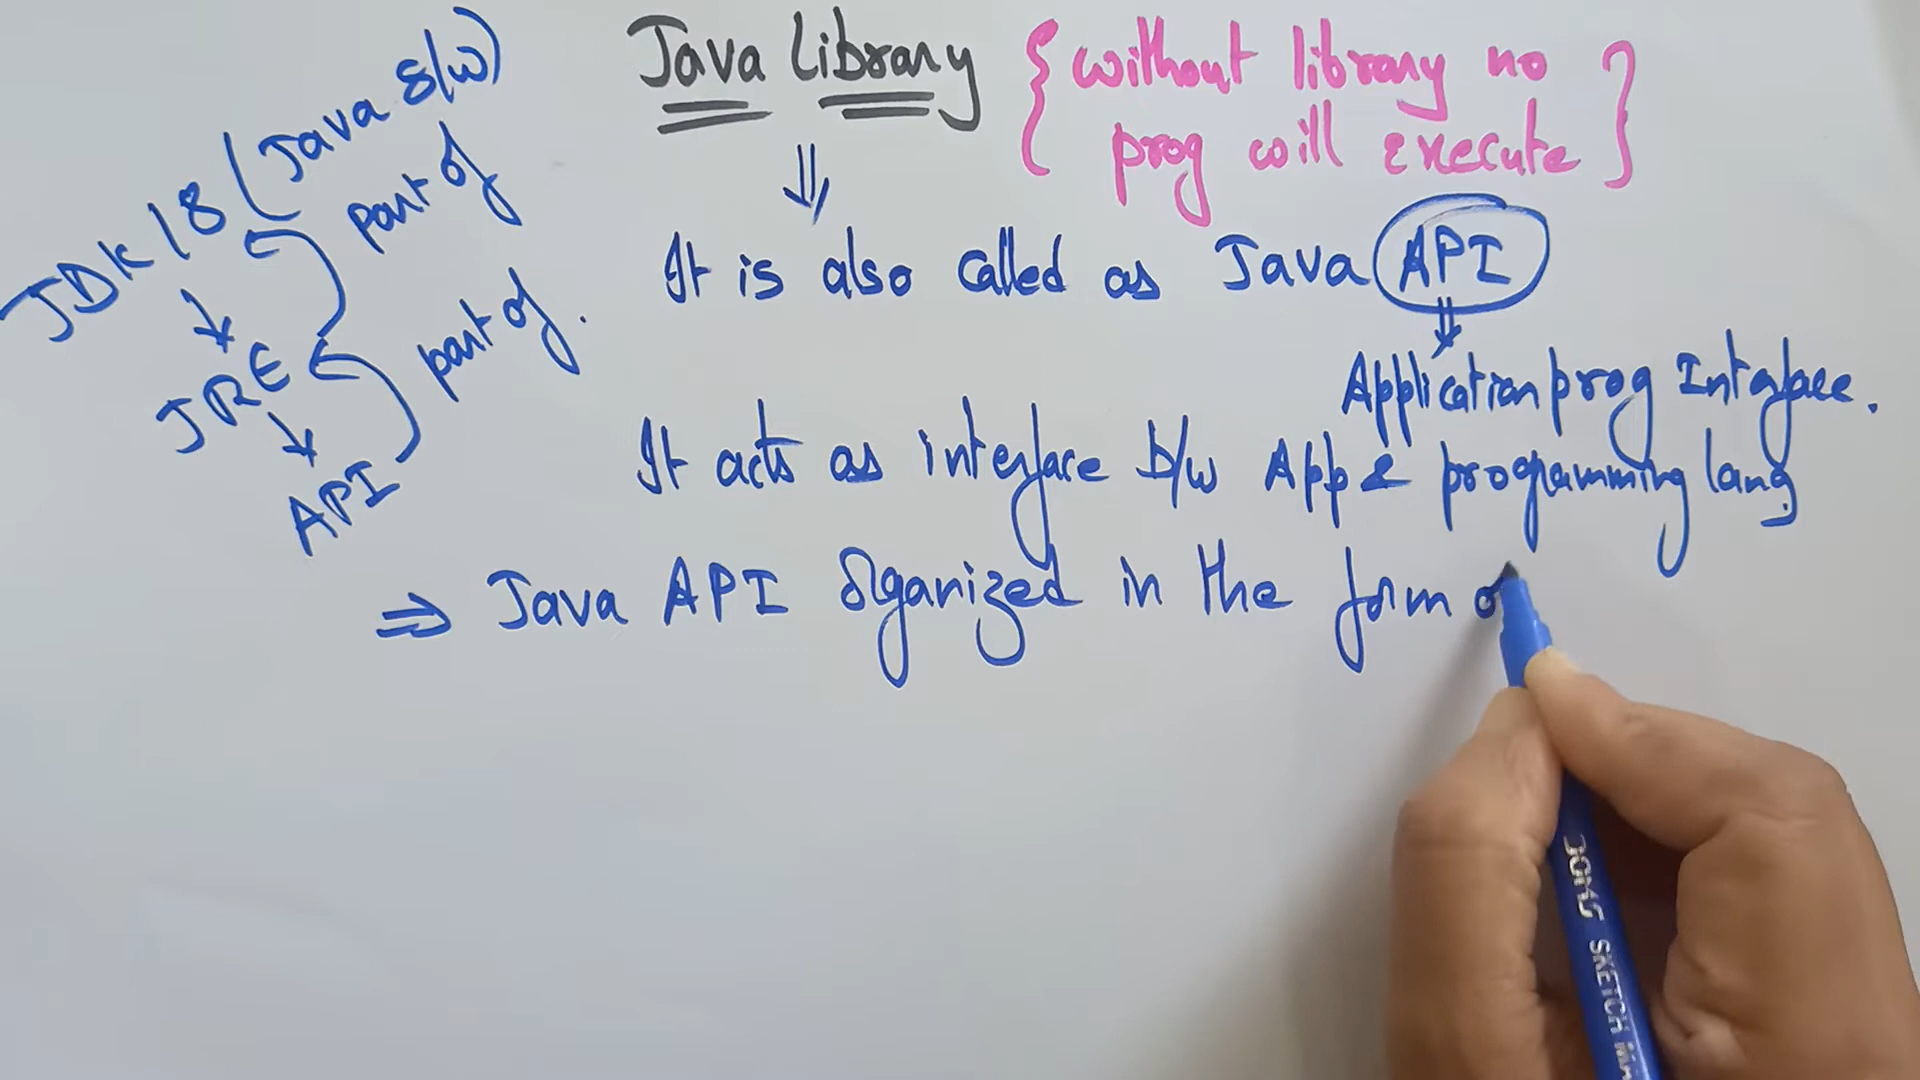 Java Library
{ without library no
prog will execute }
It is also called as Java API
Application prog Interface.
It acts as interface b/w App & programming lang
⇒ Java API organized in the form o
JDK 18 (Java s/w)
part of
JRE
part of.
API
JOMS SKETCH